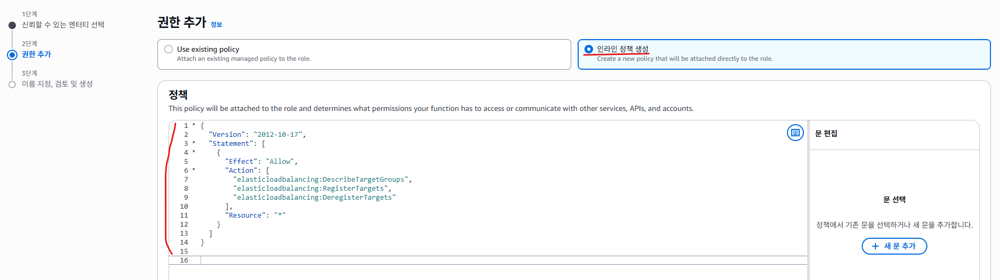 1단계
신뢰할 수 있는 엔터티 선택
2단계
권한 추가
3단계
이름 지정, 검토 및 생성
권한 추가 정보
Use existing policy
Attach an existing managed policy to the role.
인라인 정책 생성
Create a new policy that will be attached directly to the role.
정책
This policy will be attached to the role and determines what permissions your function has to access or communicate with other services, APIs, and accounts.
1 {
2   "Version": "2012-10-17",
3   "Statement": [
4     {
5       "Effect": "Allow",
6       "Action": [
7         "elasticloadbalancing:DescribeTargetGroups",
8         "elasticloadbalancing:RegisterTargets",
9         "elasticloadbalancing:DeregisterTargets"
10       ],
11       "Resource": "*"
12     }
13   ]
14 }
15
16
문 편집
문 선택
정책에서 기존 문을 선택하거나 새 문을 추가합니다.
+ 새 문 추가